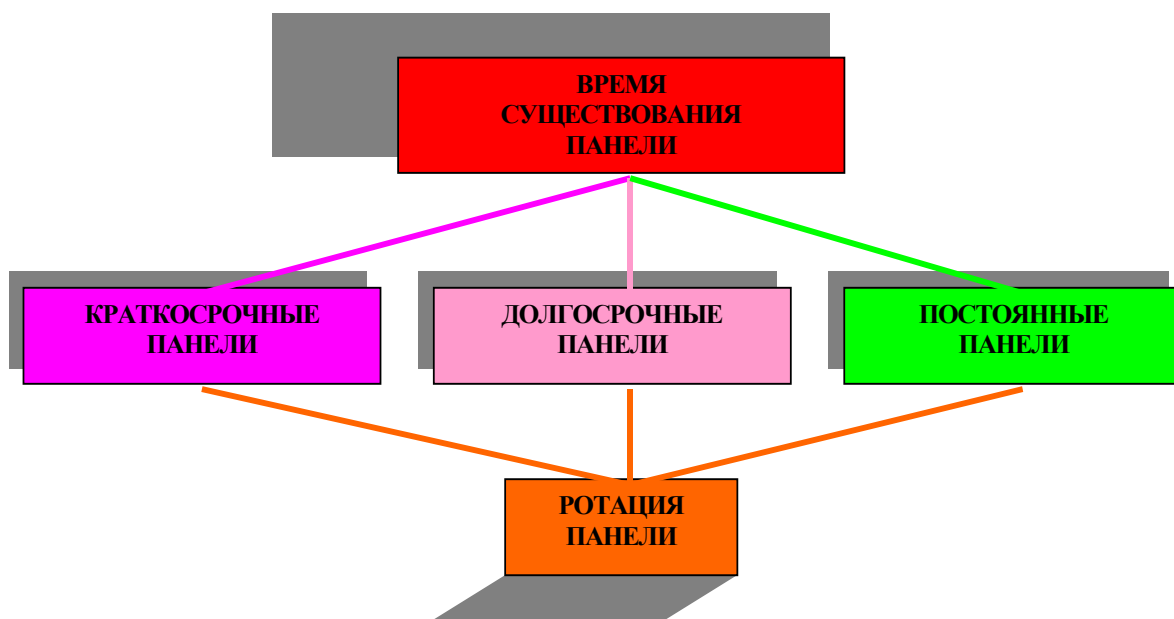 ВРЕМЯ
СУЩЕСТВОВАНИЯ
ПАНЕЛИ
КРАТКОСРОЧНЫЕ
ПАНЕЛИ
ДОЛГОСРОЧНЫЕ
ПАНЕЛИ
ПОСТОЯННЫЕ
ПАНЕЛИ
РОТАЦИЯ
ПАНЕЛИ